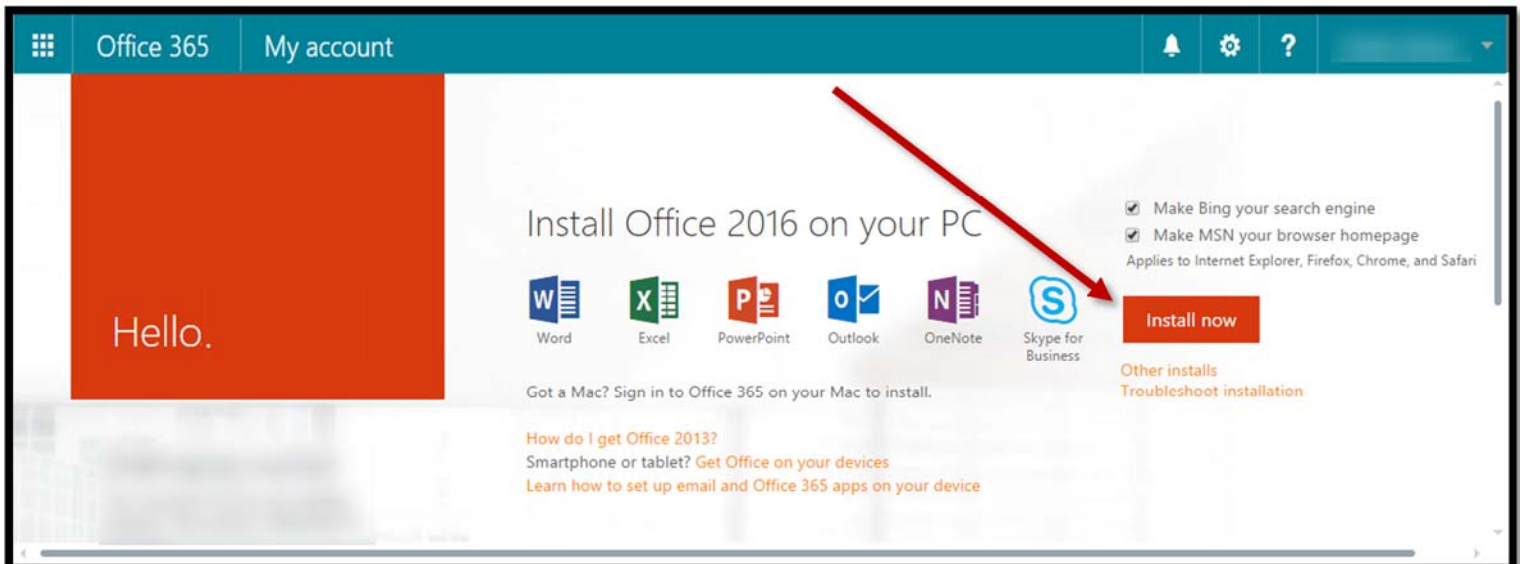 Office 365
My account
?
Make Bing your search engine
Make MSN your browser homepage
Applies to Internet Explorer, Firefox, Chrome, and Safari
Install Office 2016 on your PC
Hello.
W
X
P
O
N
S
Word
Excel
PowerPoint
Outlook
OneNote
Skype for
Business
Install now
Other installs
Troubleshoot installation
Got a Mac? Sign in to Office 365 on your Mac to install.
How do I get Office 2013?
Smartphone or tablet? Get Office on your devices
Learn how to set up email and Office 365 apps on your device